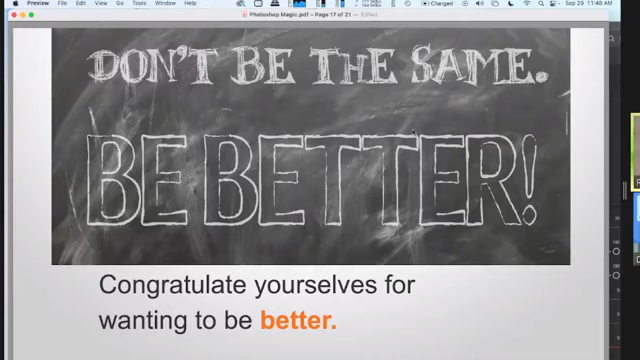 Preview File Edit View Go Tools Window Help Charged Sep 29 11:48 AM
Photoshop Magic.pdf – Page 17 of 21 — Edited
DON'T BE THE SAME.
BE BETTER!
Congratulate yourselves for
wanting to be better.